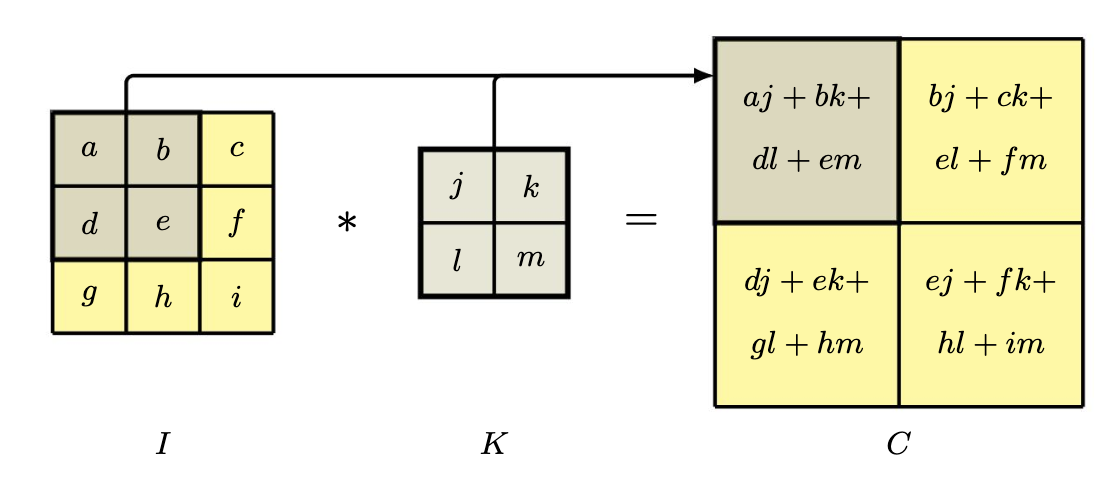 a b c
d e f
g h i
*
j k
l m
=
aj + bk+ bj + ck+
dl + em el + fm
dj + ek+ ej + fk+
gl + hm hl + im
I K C